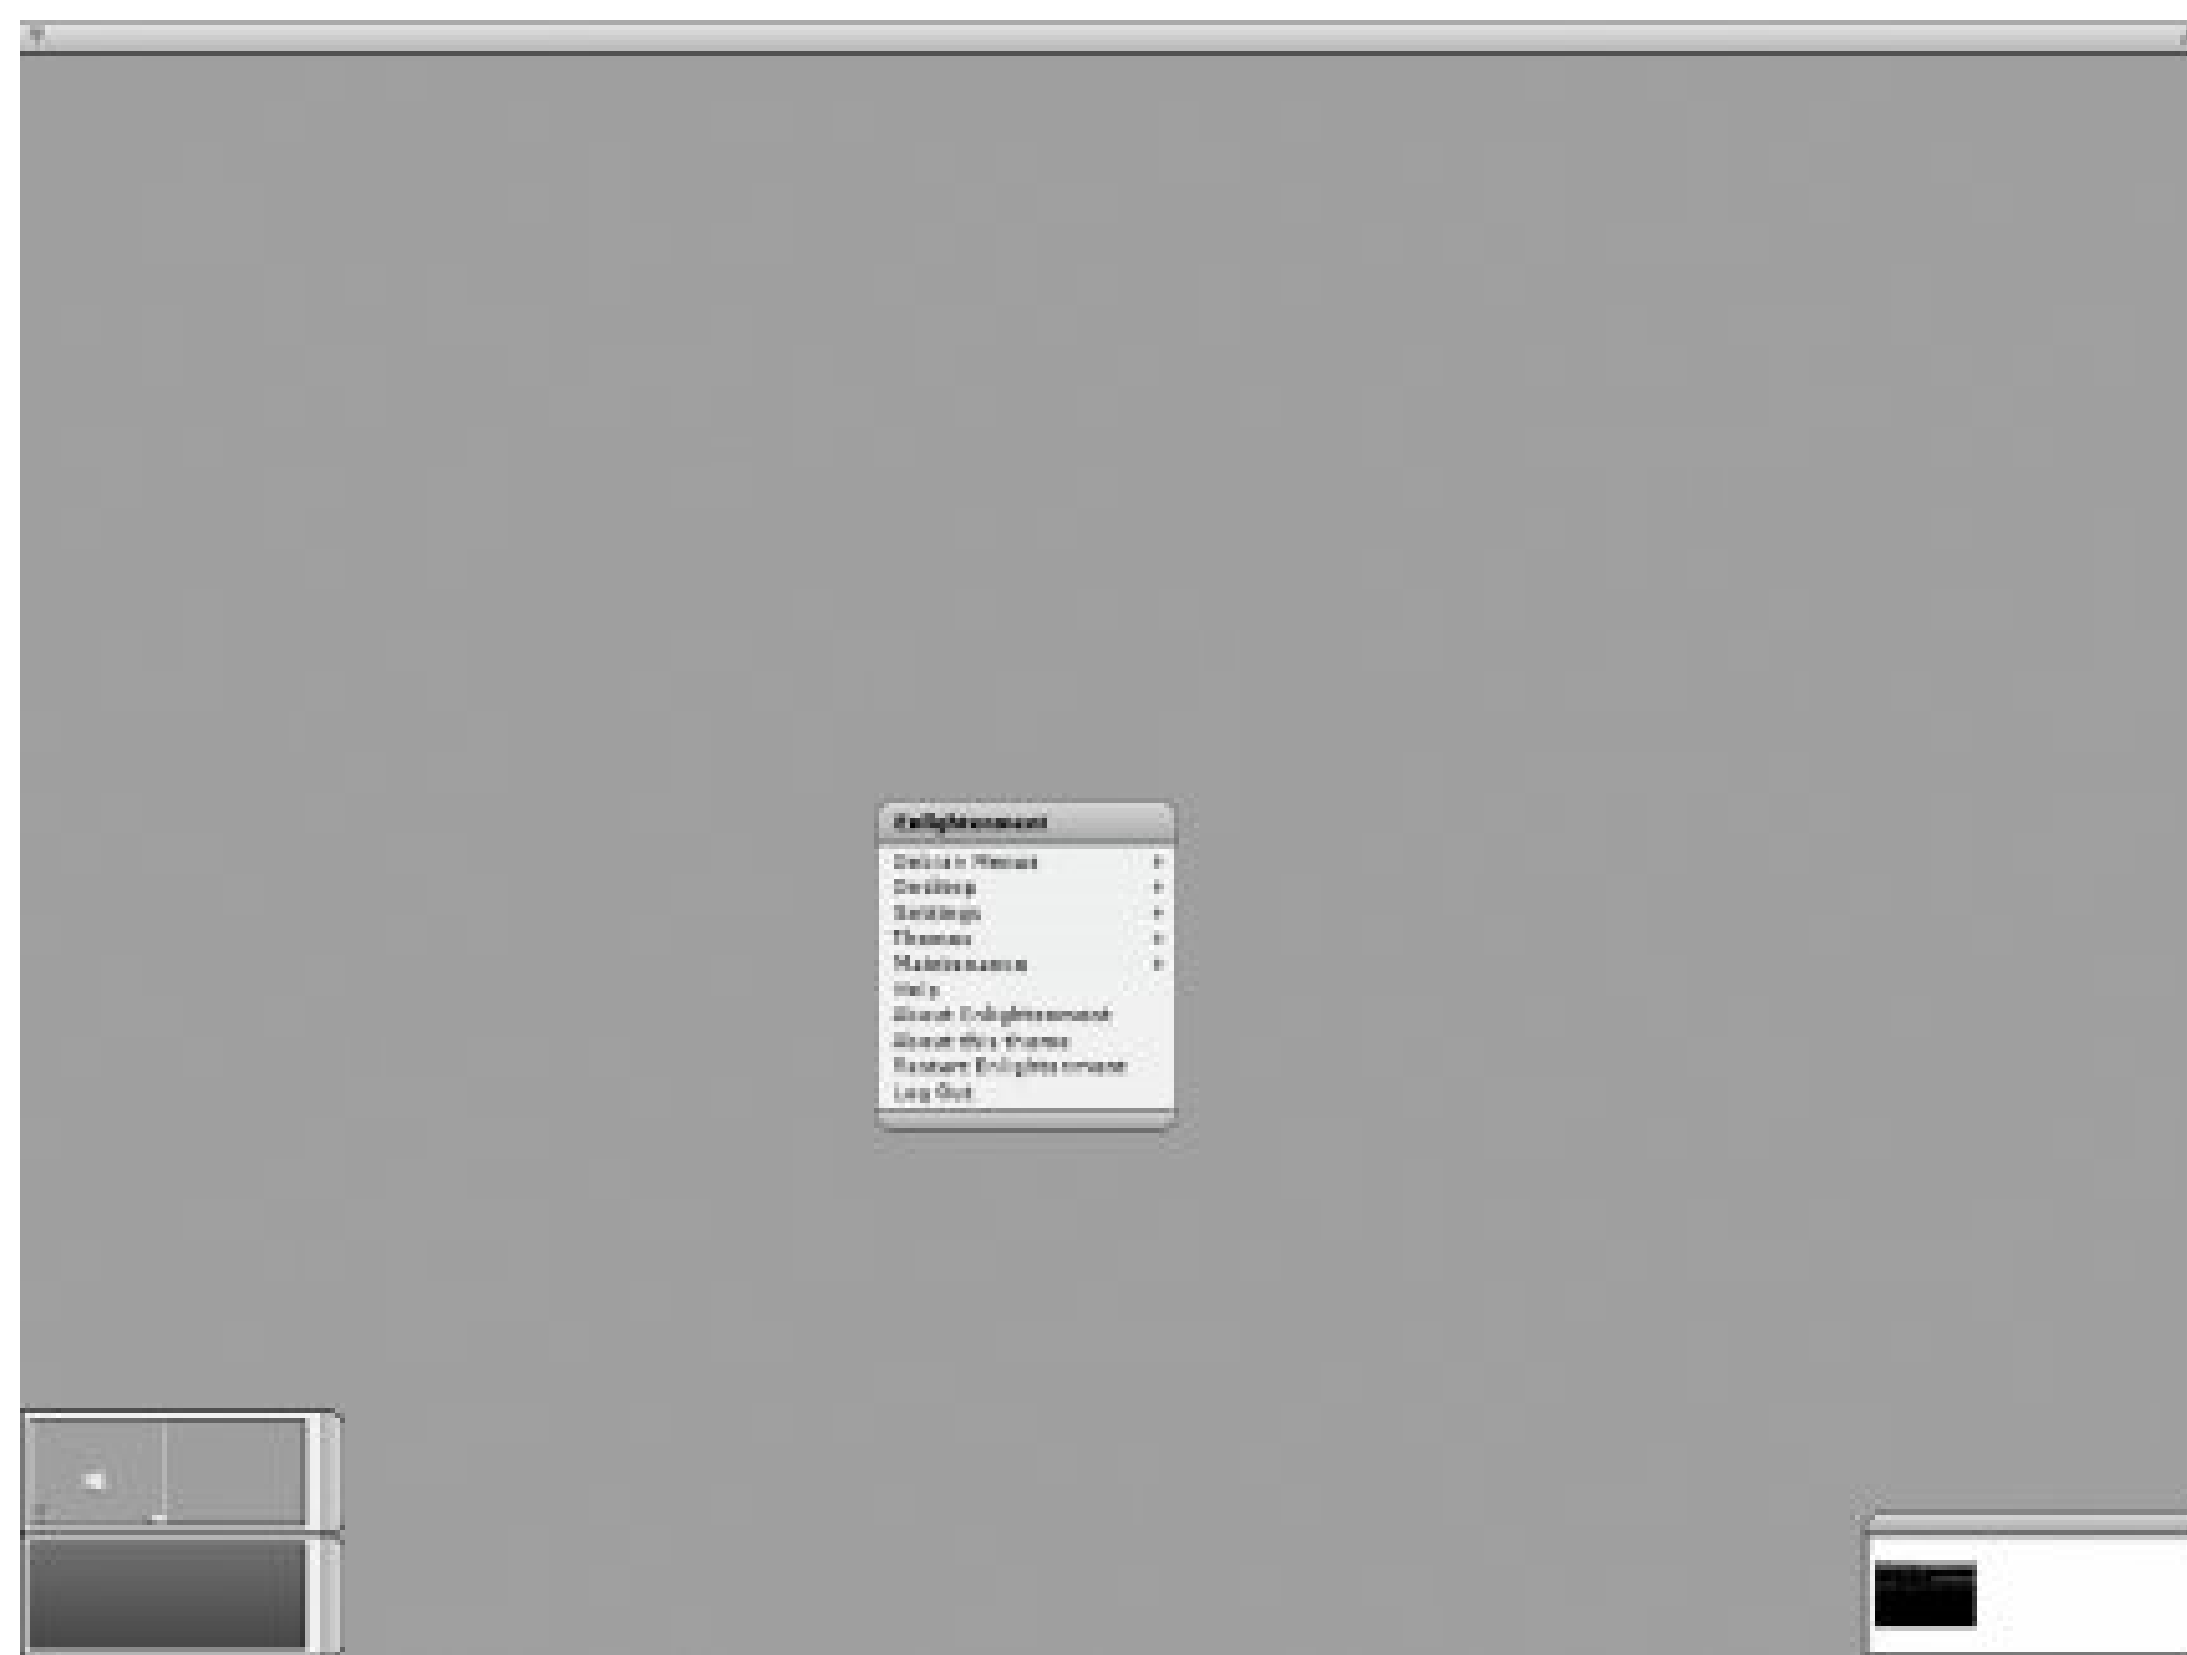 Enlightenment
Debian Menus
Desktop
Settings
Themes
Maintenance
Help
About Enlightenment
About this theme
Restart Enlightenment
Log Out